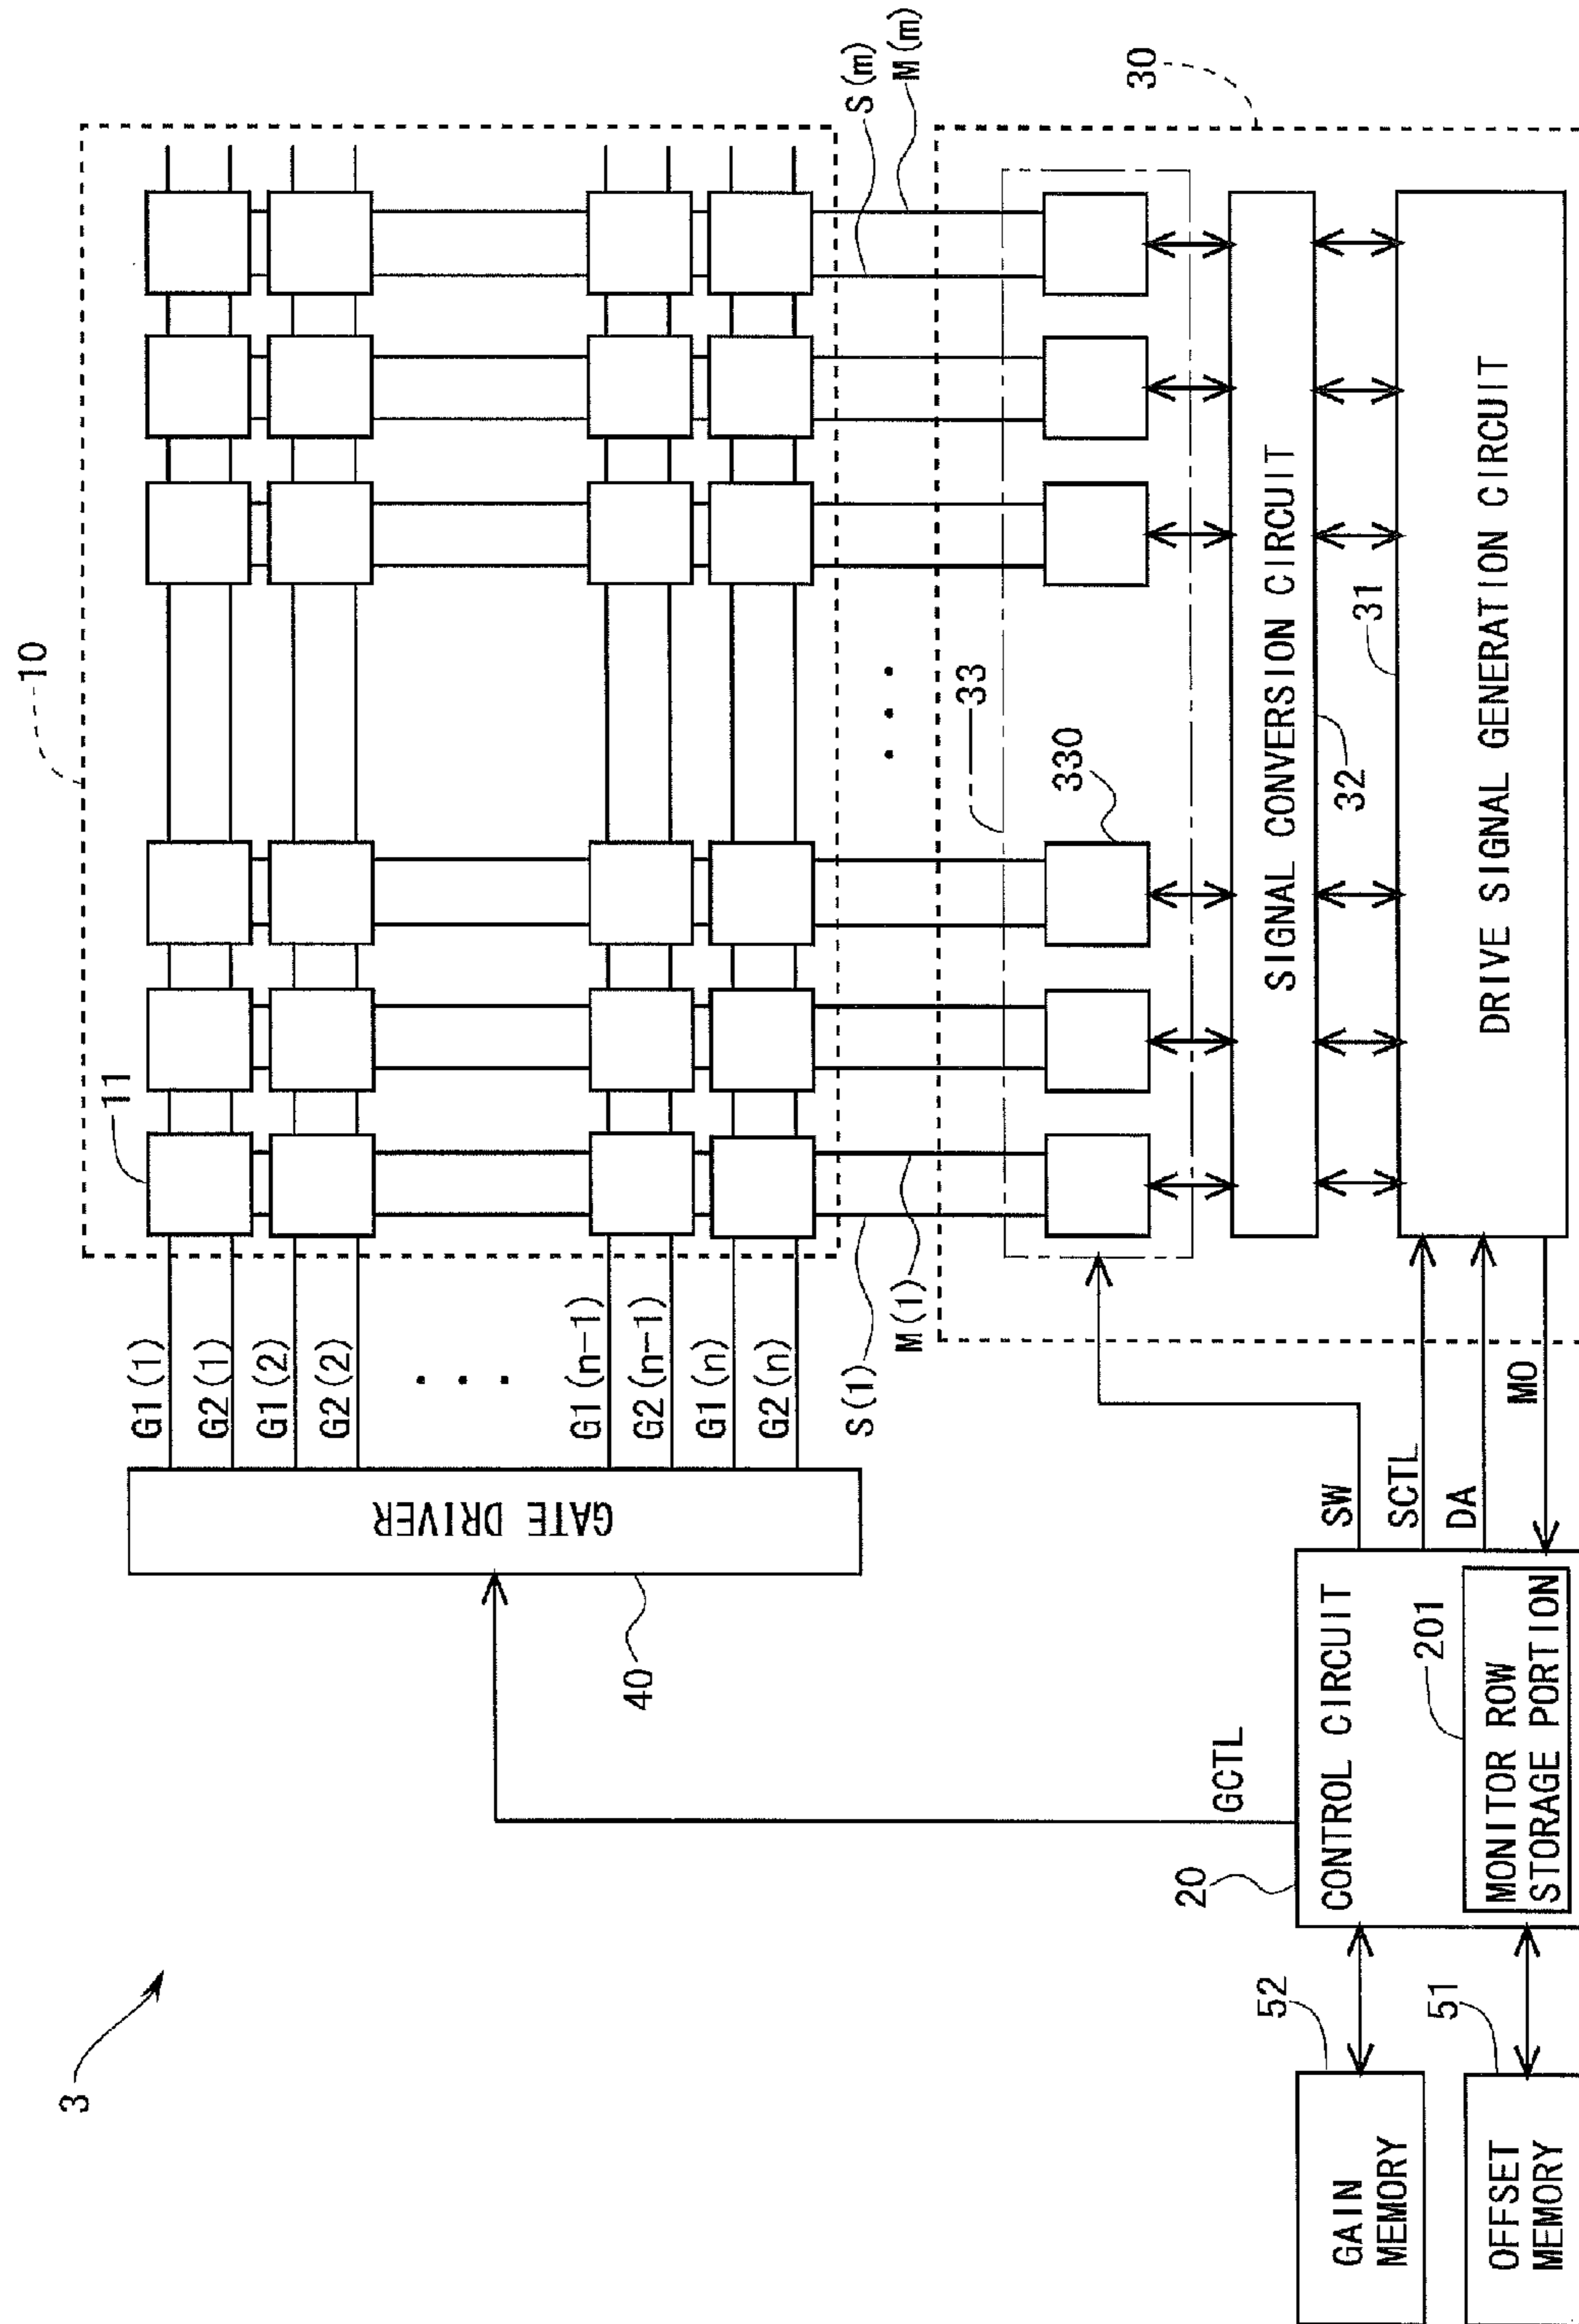 3
10
11
G1(1)
G2(1)
G1(2)
G2(2)
...
G1(n-1)
G2(n-1)
G1(n)
G2(n)
GATE DRIVER
40
S(1)
M(1)
...
S(m)
M(m)
30
33
330
SIGNAL CONVERSION CIRCUIT
32
31
DRIVE SIGNAL GENERATION CIRCUIT
GCTL
SW
SCTL
DA
MO
20
CONTROL CIRCUIT
201
MONITOR ROW
STORAGE PORTION
52
GAIN
MEMORY
51
OFFSET
MEMORY